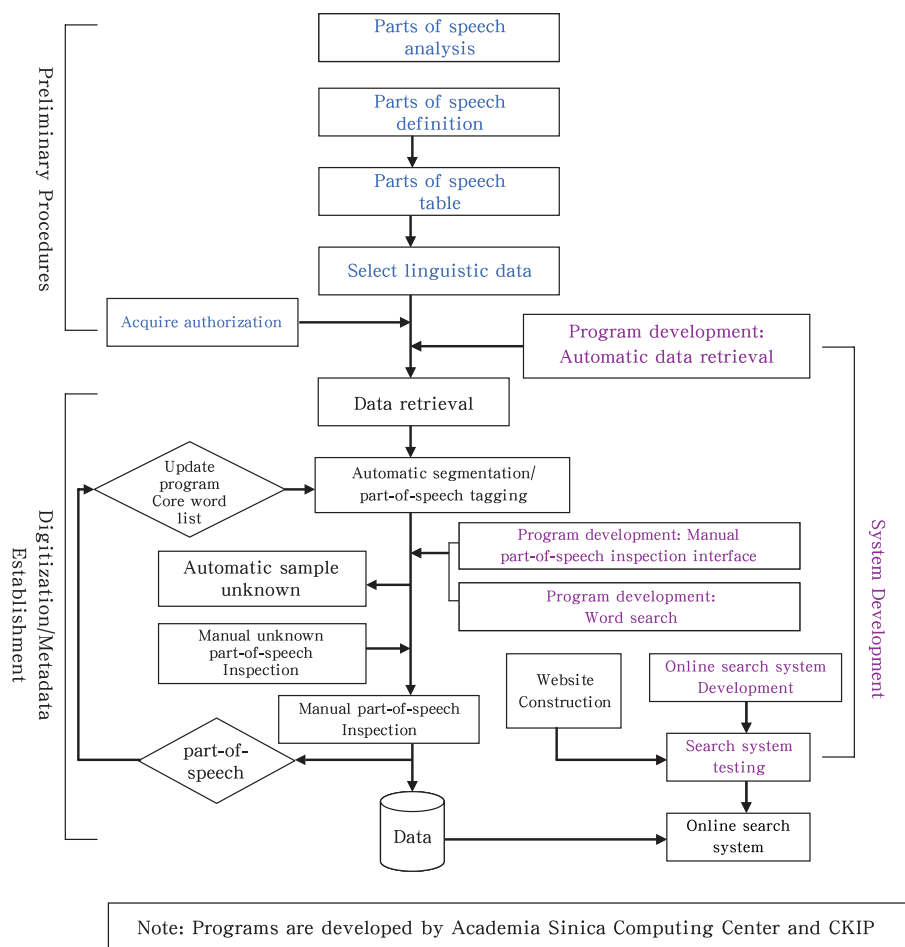 Parts of speech
analysis
Preliminary Procedures
Parts of speech
definition
Parts of speech
table
Select linguistic data
Acquire authorization
Program development:
Automatic data retrieval
Data retrieval
Update
program
Core word
list
Automatic segmentation/
part-of-speech tagging
Digitization/Metadata
Establishment
System Development
Program development: Manual
part-of-speech inspection interface
Automatic sample
unknown
Program development:
Word search
Manual unknown
part-of-speech
Inspection
Website
Construction
Online search system
Development
Manual part-of-speech
Inspection
part-of-
speech
Search system
testing
Data
Online search
system
Note: Programs are developed by Academia Sinica Computing Center and CKIP